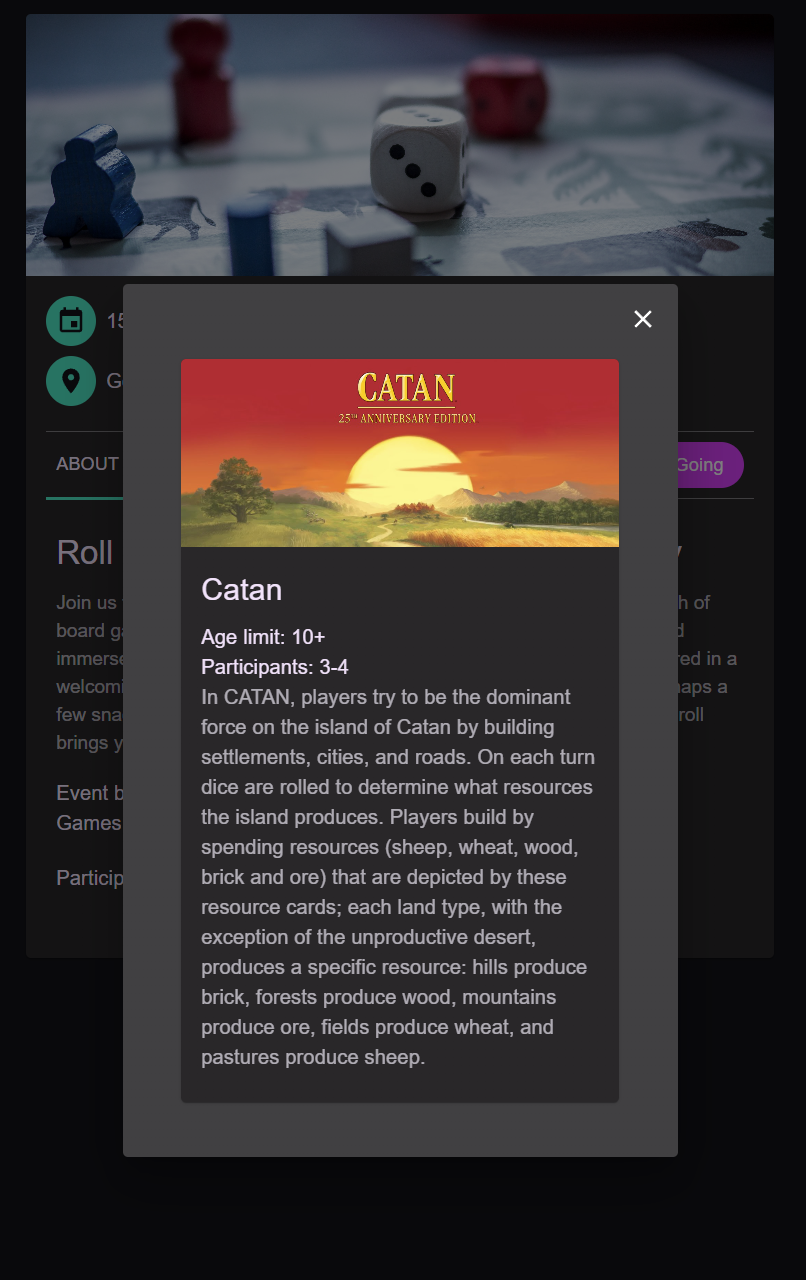 15
CATAN
25TH ANNIVERSARY EDITION
ABOUT
Going
Roll
Catan
Join us
h of
board
Age limit: 10+
immerse
red in a
Participants: 3-4
In CATAN, players try to be the dominant
force on the island of Catan by building
few
roll
settlements, cities, and roads. On each turn
brings
dice are rolled to determine what resources
Event
the island produces. Players build by
Games
spending resources (sheep, wheat, wood,
brick and ore) that are depicted by these
resource cards; each land type, with the
exception of the unproductive desert,
produces a specific resource: hills produce
brick, forests produce wood, mountains
produce ore, fields produce wheat, and
pastures produce sheep.